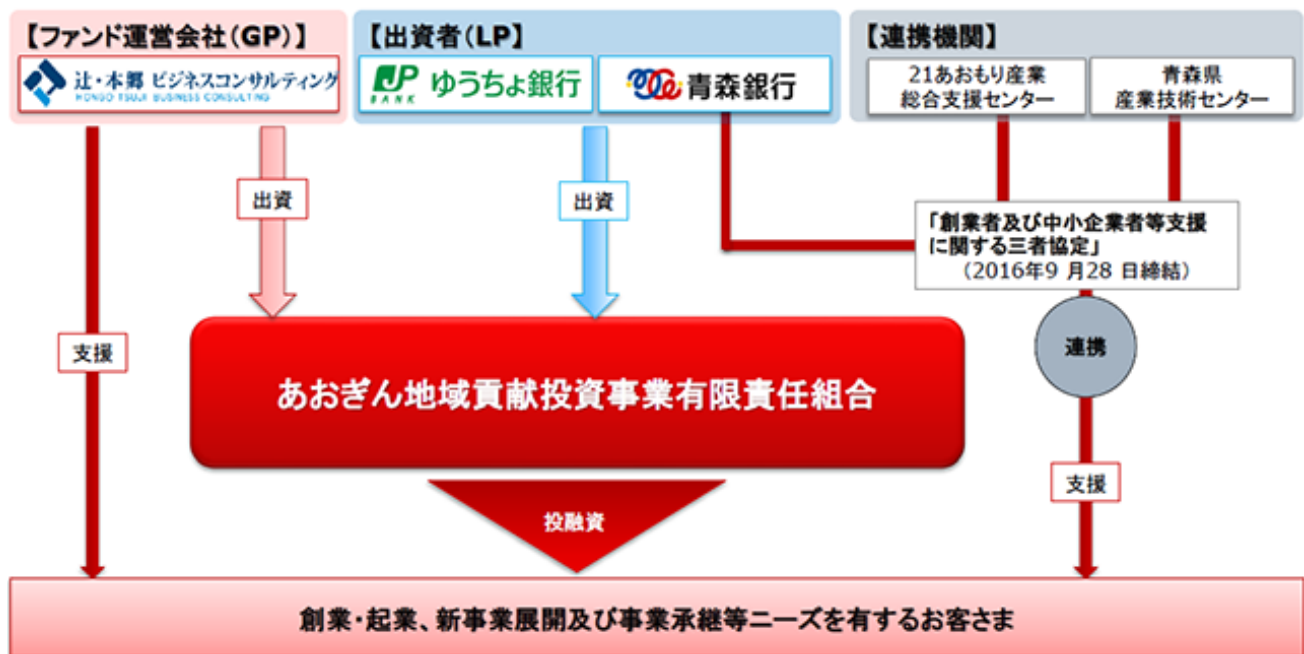 【ファンド運営会社(GP)】
辻・本郷 ビジネスコンサルティング
HONGO TSUJI BUSINESS CONSULTING
【出資者(LP)】
JP
BANK
ゆうちょ銀行
青森銀行
【連携機関】
21あおもり産業
総合支援センター
青森県
産業技術センター
出資
出資
「創業者及び中小企業者等支援
に関する三者協定」
(2016年9月28日締結)
支援
連携
あおぎん地域貢献投資事業有限責任組合
支援
投融資
創業・起業、新事業展開及び事業承継等ニーズを有するお客さま